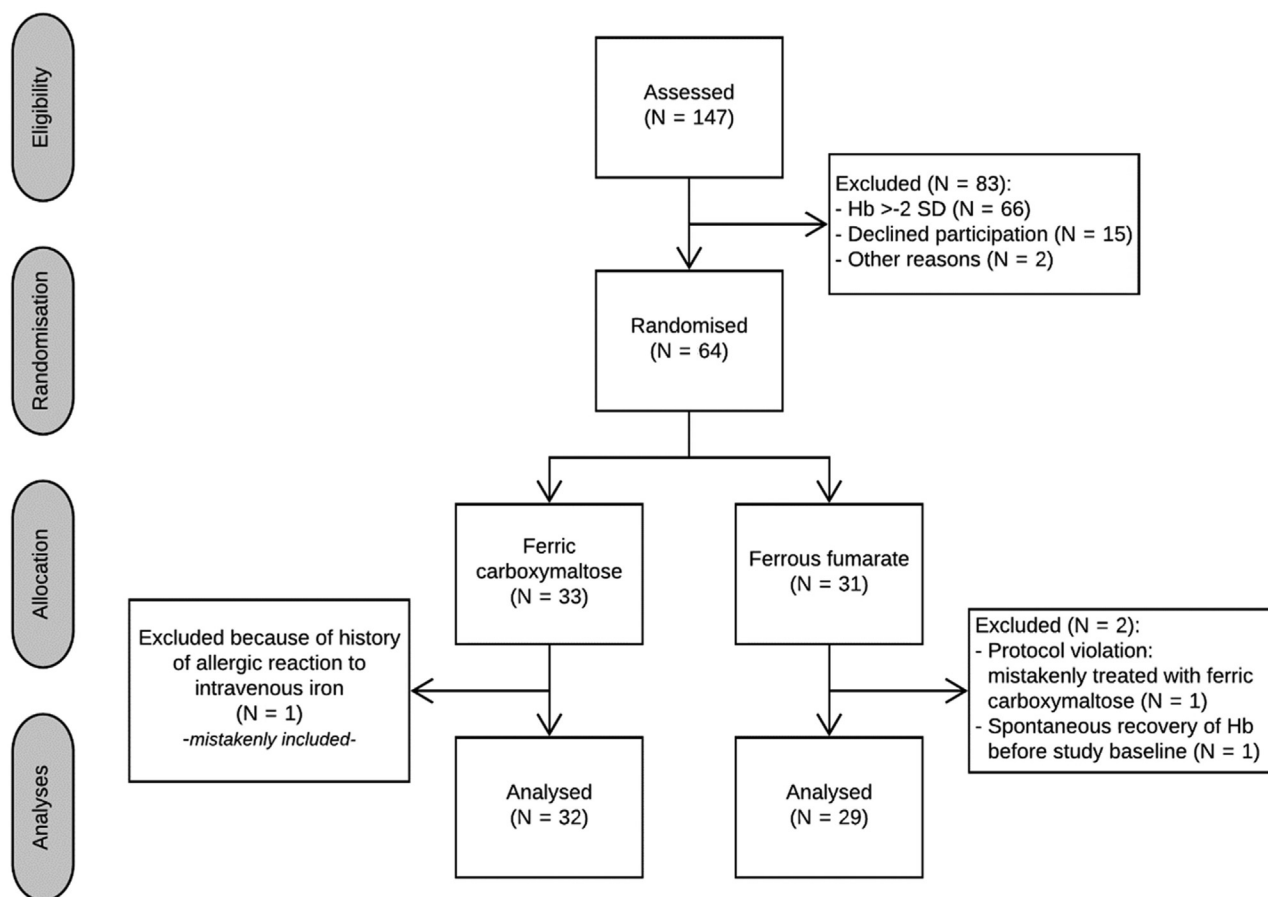 Eligibility
Assessed
(N = 147)
Excluded (N = 83):
- Hb >-2 SD (N = 66)
- Declined participation (N = 15)
- Other reasons (N = 2)
Randomisation
Randomised
(N = 64)
Allocation
Ferric
carboxymaltose
(N = 33)
Ferrous fumarate
(N = 31)
Excluded because of history
of allergic reaction to
intravenous iron
(N = 1)
-mistakenly included-
Excluded (N = 2):
- Protocol violation:
mistakenly treated with ferric
carboxymaltose (N = 1)
- Spontaneous recovery of Hb
before study baseline (N = 1)
Analyses
Analysed
(N = 32)
Analysed
(N = 29)